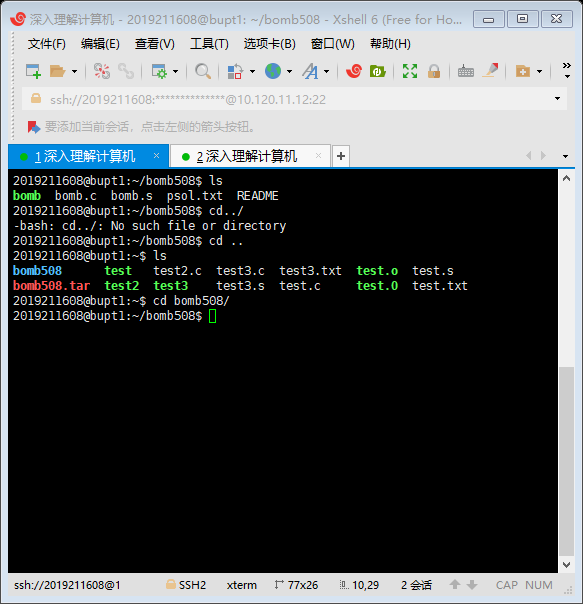 深入理解计算机 - 2019211608@bupt1: ~/bomb508 - Xshell 6 (Free for Ho...
文件(F) 编辑(E) 查看(V) 工具(T) 选项卡(B) 窗口(W) 帮助(H)
ssh://2019211608:**************@10.120.11.12:22
要添加当前会话，点击左侧的箭头按钮。
1 深入理解计算机 × 2 深入理解计算机 × +
2019211608@bupt1:~/bomb508$ ls
bomb bomb.c bomb.s psol.txt README
2019211608@bupt1:~/bomb508$ cd../
-bash: cd../: No such file or directory
2019211608@bupt1:~/bomb508$ cd ..
2019211608@bupt1:~$ ls
bomb508 test test2.c test3.c test3.txt test.o test.s
bomb508.tar test2 test3 test3.s test.c test.O test.txt
2019211608@bupt1:~$ cd bomb508/
2019211608@bupt1:~/bomb508$
ssh://2019211608@1 SSH2 xterm 77x26 10,29 2 会话 CAP NUM